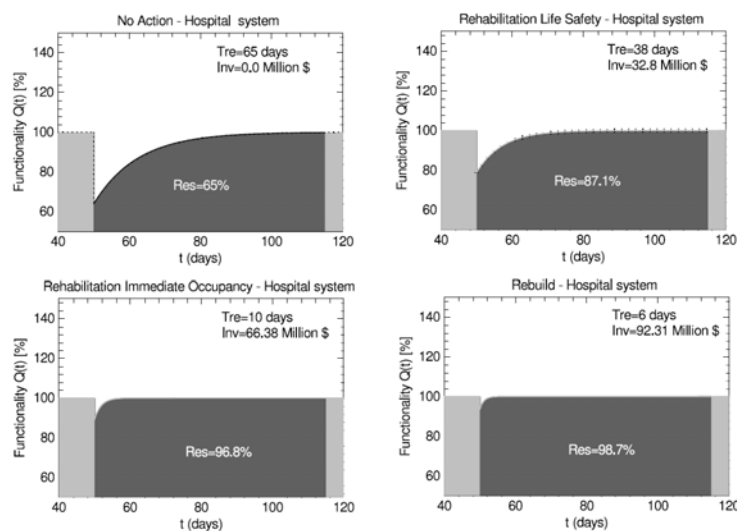 No Action - Hospital system
Tre=65 days
Inv=0.0 Million $
Functionality Q(t) [%]
140
120
100
80
60
Res=65%
40 60 80 100 120
t (days)
Rehabilitation Life Safety - Hospital system
Tre=38 days
Inv=32.8 Million $
Functionality Q(t) [%]
140
120
100
80
60
Res=87.1%
40 60 80 100 120
t (days)
Rehabilitation Immediate Occupancy - Hospital system
Tre=10 days
Inv=66.38 Million $
Functionality Q(t) [%]
140
120
100
80
60
Res=96.8%
40 60 80 100 120
t (days)
Rebuild - Hospital system
Tre=6 days
Inv=92.31 Million $
Functionality Q(t) [%]
140
120
100
80
60
Res=98.7%
40 60 80 100 120
t (days)